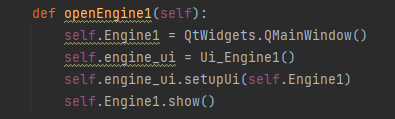 def openEngine1(self):
    self.Engine1 = QtWidgets.QMainWindow()
    self.engine_ui = Ui_Engine1()
    self.engine_ui.setupUi(self.Engine1)
    self.Engine1.show()